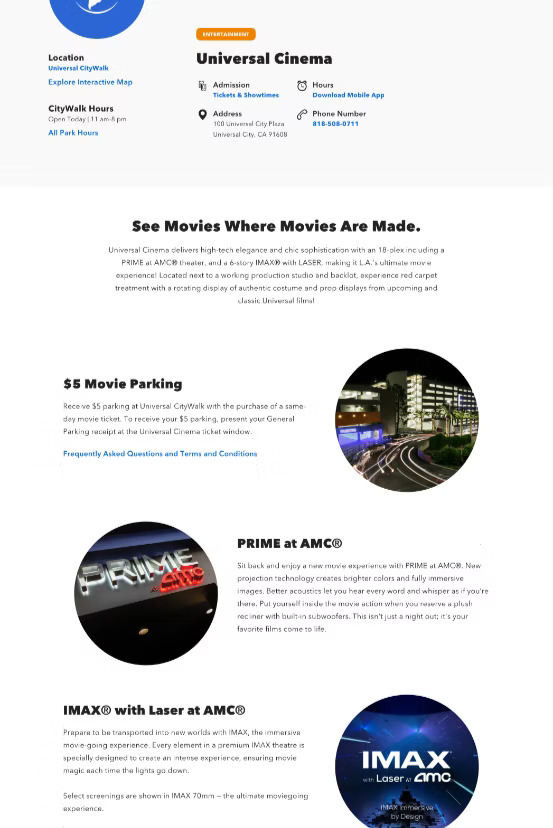 ENTERTAINMENT
Universal Cinema
Location
Universal CityWalk
Explore Interactive Map
CityWalk Hours
Open Today | 11 am-8 pm
All Park Hours
Admission
Tickets & Showtimes
Hours
Download Mobile App
Address
100 Universal City Plaza
Universal City, CA 91608
Phone Number
818-508-0711
See Movies Where Movies Are Made.
Universal Cinema delivers high-tech elegance and chic sophistication with an 18-plex including a
PRIME at AMC® theater, and a 6-story IMAX® with LASER, making it L.A.'s ultimate movie
experience! Located next to a working production studio and backlot, experience red carpet
treatment with a rotating display of authentic costume and prop displays from upcoming and
classic Universal films!
$5 Movie Parking
Receive $5 parking at Universal CityWalk with the purchase of a same-
day movie ticket. To receive your $5 parking, present your General
Parking receipt at the Universal Cinema ticket window.
Frequently Asked Questions and Terms and Conditions
PRIME
at amc
PRIME at AMC®
Sit back and enjoy a new movie experience with PRIME at AMC®. New
projection technology creates brighter colors and fully immersive
images. Better acoustics let you hear every word and whisper as if you're
there. Put yourself inside the movie action when you reserve a plush
recliner with built-in subwoofers. This isn't just a night out; it's your
favorite films come to life.
IMAX® with Laser at AMC®
Prepare to be transported into new worlds with IMAX, the immersive
movie-going experience. Every element in a premium IMAX theatre is
specially designed to create an intense experience, ensuring movie
magic each time the lights go down.
Select screenings are shown in IMAX 70mm – the ultimate moviegoing
experience.
IMAX
with Laser AT amc
IMAX Immersive
by Design